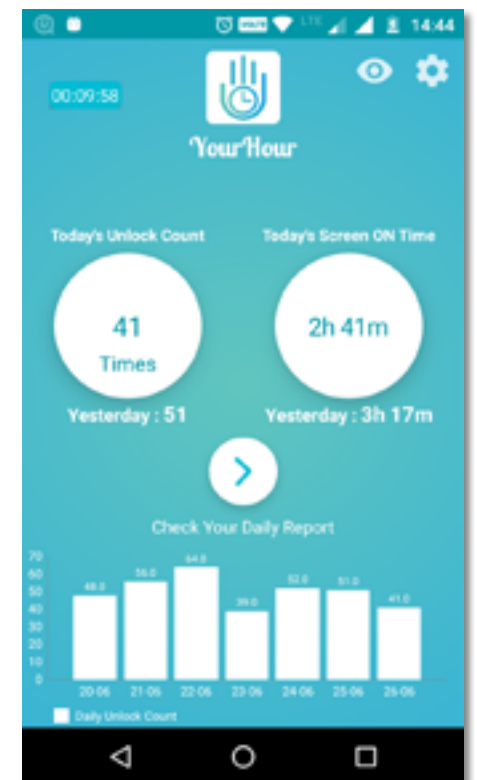 LTE 14:44
00:09:58
YourHour
Today's Unlock Count
Today's Screen ON Time
41
Times
2h 41m
Yesterday : 51
Yesterday : 3h 17m
Check Your Daily Report
70
60
50
40
30
20
10
0
48.0 56.0 64.0 39.0 52.0 51.0 41.0
20-06 21-06 22-06 23-06 24-06 25-06 26-06
Daily Unlock Count